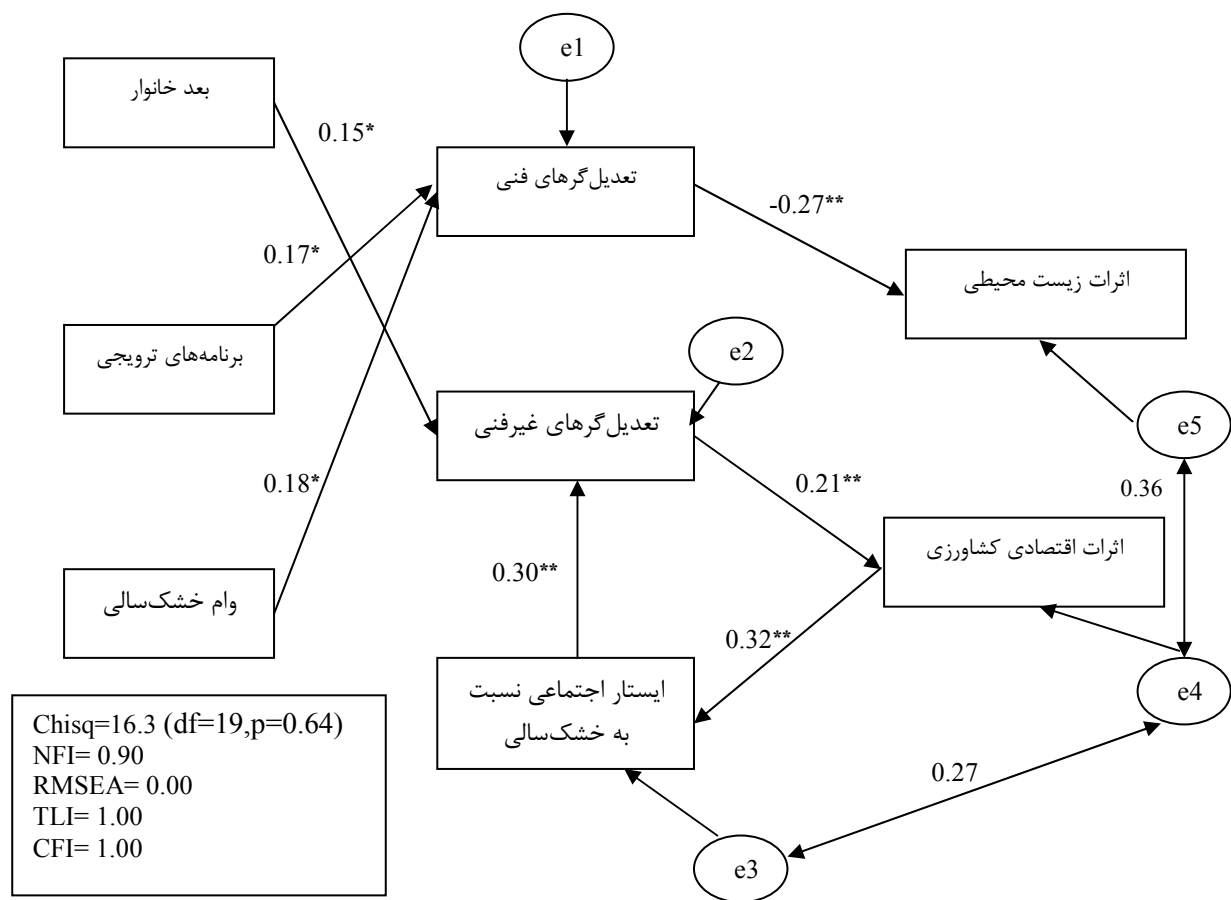 e1
بعد خانوار
0.15*
تعدیل‌گرهای فنی
-0.27**
0.17*
اثرات زیست محیطی
برنامه‌های ترویجی
e2
تعدیل‌گرهای غیرفنی
e5
0.18*
0.21**
0.36
اثرات اقتصادی کشاورزی
0.30**
وام خشک‌سالی
0.32**
ایستار اجتماعی نسبت
به خشک‌سالی
e4
Chisq=16.3 (df=19,p=0.64)
NFI= 0.90
RMSEA= 0.00
TLI= 1.00
CFI= 1.00
0.27
e3